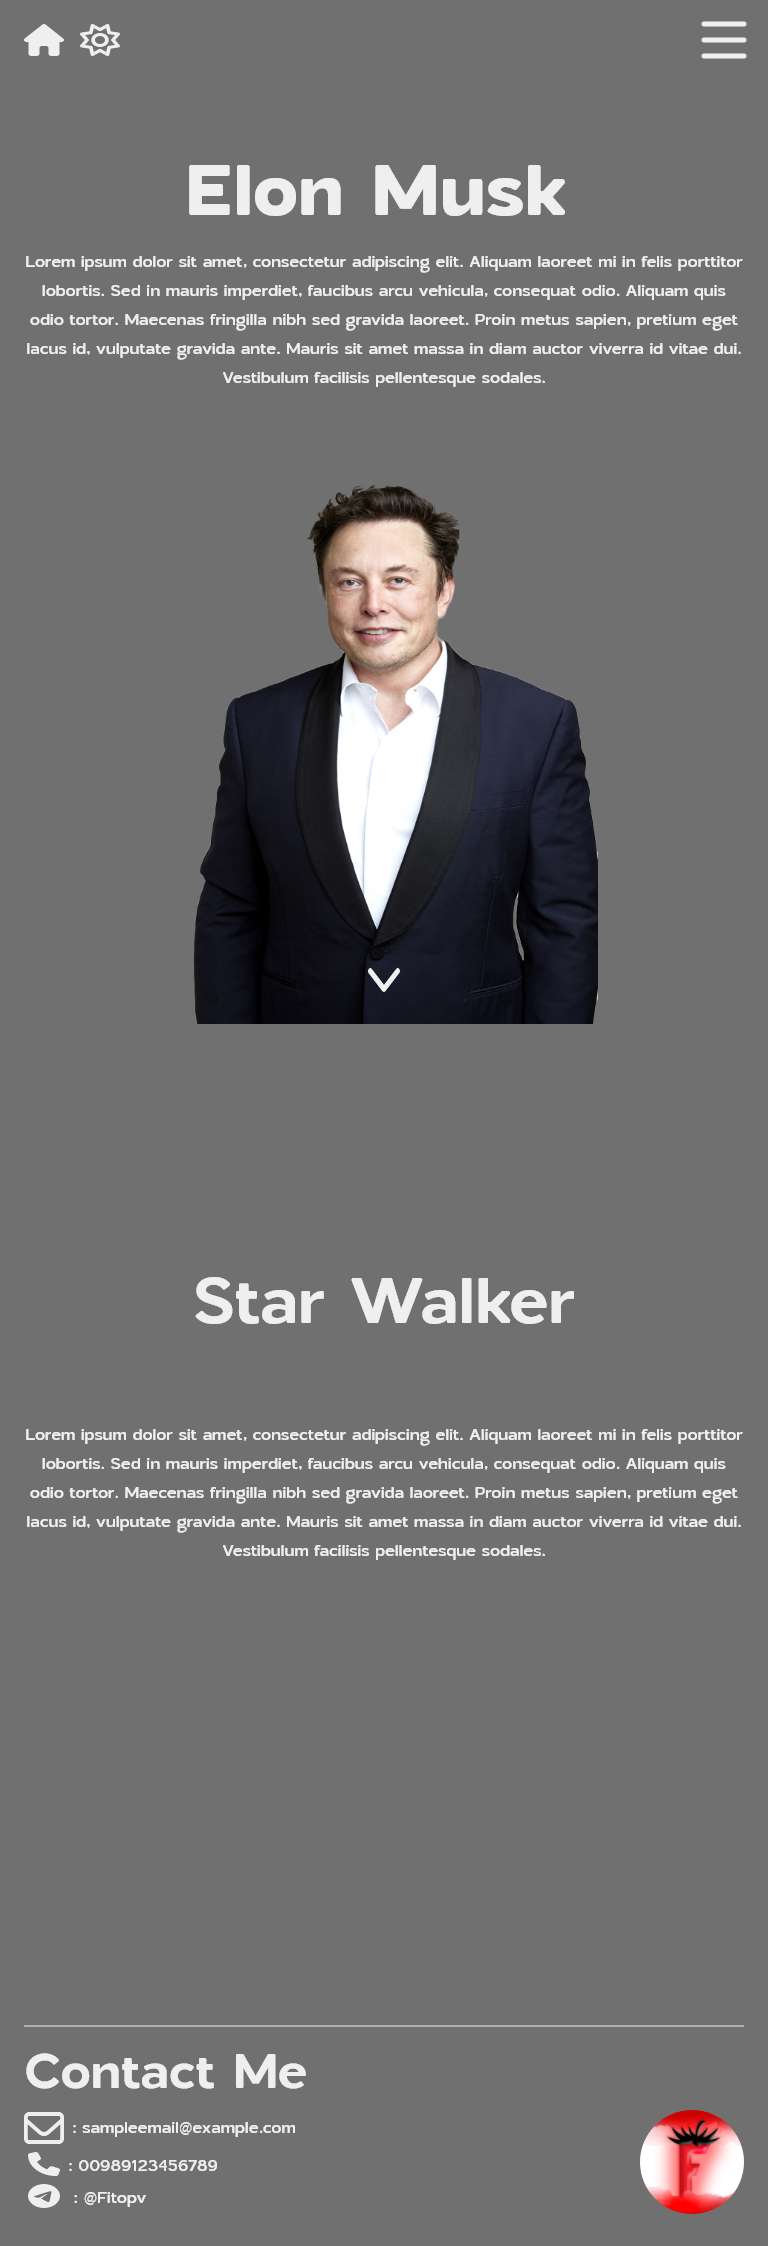 Elon Musk
Lorem ipsum dolor sit amet, consectetur adipiscing elit. Aliquam laoreet mi in felis porttitor
lobortis. Sed in mauris imperdiet, faucibus arcu vehicula, consequat odio. Aliquam quis
odio tortor. Maecenas fringilla nibh sed gravida laoreet. Proin metus sapien, pretium eget
lacus id, vulputate gravida ante. Mauris sit amet massa in diam auctor viverra id vitae dui.
Vestibulum facilisis pellentesque sodales.
Star Walker
Lorem ipsum dolor sit amet, consectetur adipiscing elit. Aliquam laoreet mi in felis porttitor
lobortis. Sed in mauris imperdiet, faucibus arcu vehicula, consequat odio. Aliquam quis
odio tortor. Maecenas fringilla nibh sed gravida laoreet. Proin metus sapien, pretium eget
lacus id, vulputate gravida ante. Mauris sit amet massa in diam auctor viverra id vitae dui.
Vestibulum facilisis pellentesque sodales.
Contact Me
: sampleemail@example.com
: 00989123456789
: @Fitopv
F